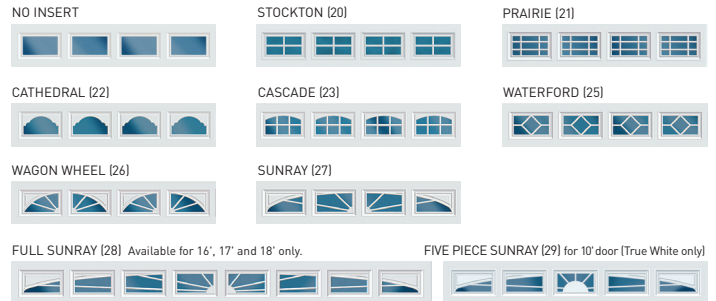 NO INSERT
STOCKTON (20)
PRAIRIE (21)
CATHEDRAL (22)
CASCADE (23)
WATERFORD (25)
WAGON WHEEL (26)
SUNRAY (27)
FULL SUNRAY (28) Available for 16', 17' and 18' only.
FIVE PIECE SUNRAY (29) for 10' door (True White only)